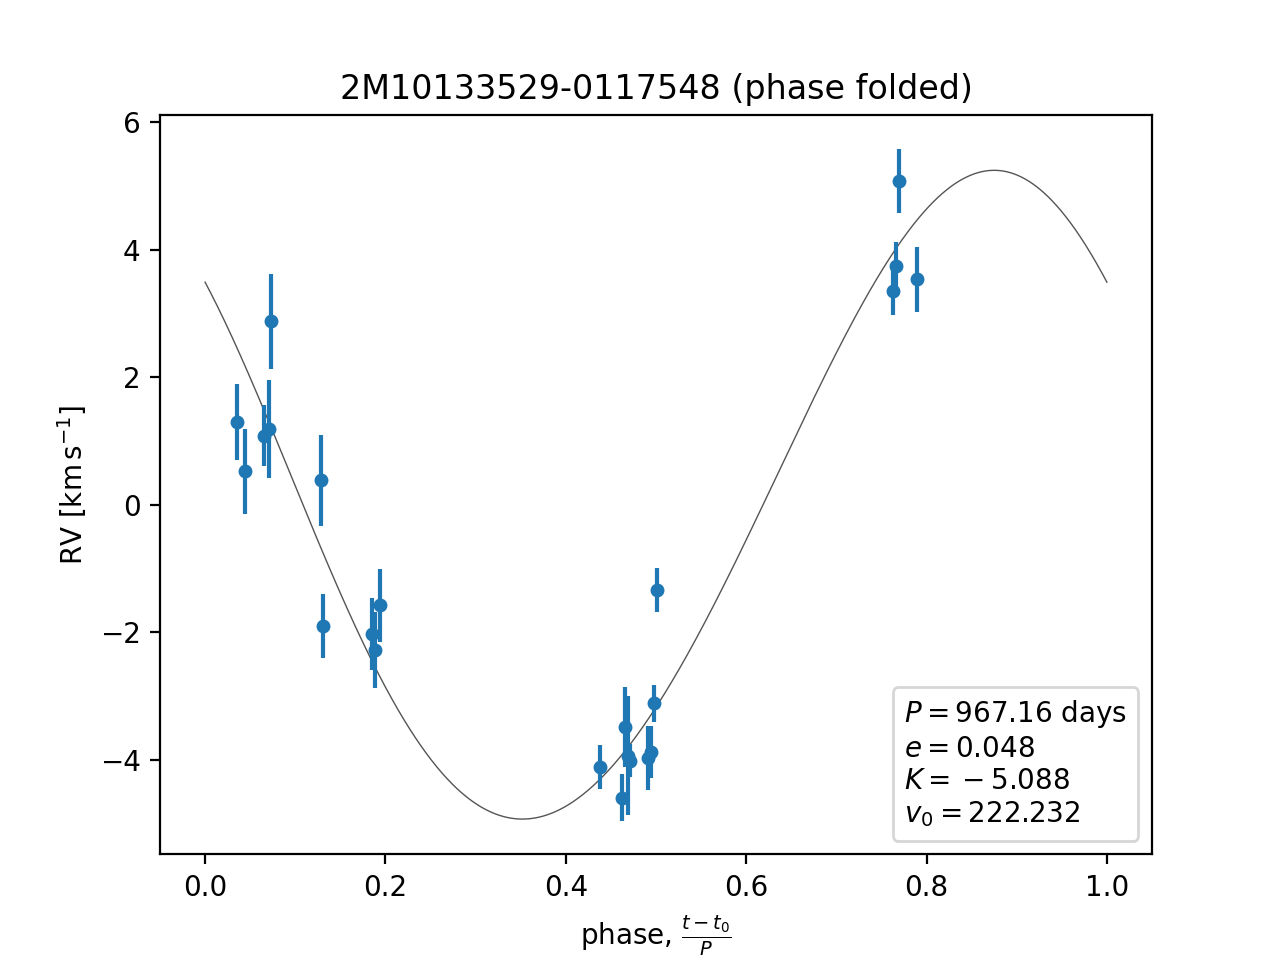 2M10133529-0117548 (phase folded)
6
4
2
0
−2
−4
RV [km s⁻¹]
P = 967.16 days
e = 0.048
K = −5.088
v₀ = 222.232
0.0 0.2 0.4 0.6 0.8 1.0
phase, (t − t₀)/P